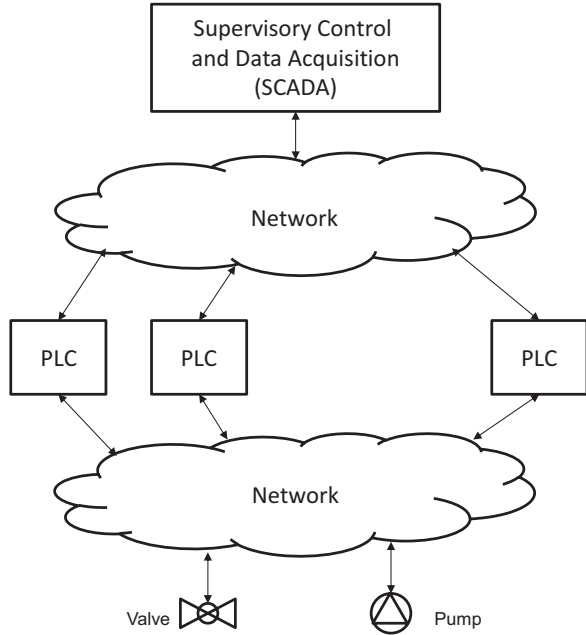 Supervisory Control
and Data Acquisition
(SCADA)
Network
PLC
PLC
PLC
Network
Valve
Pump